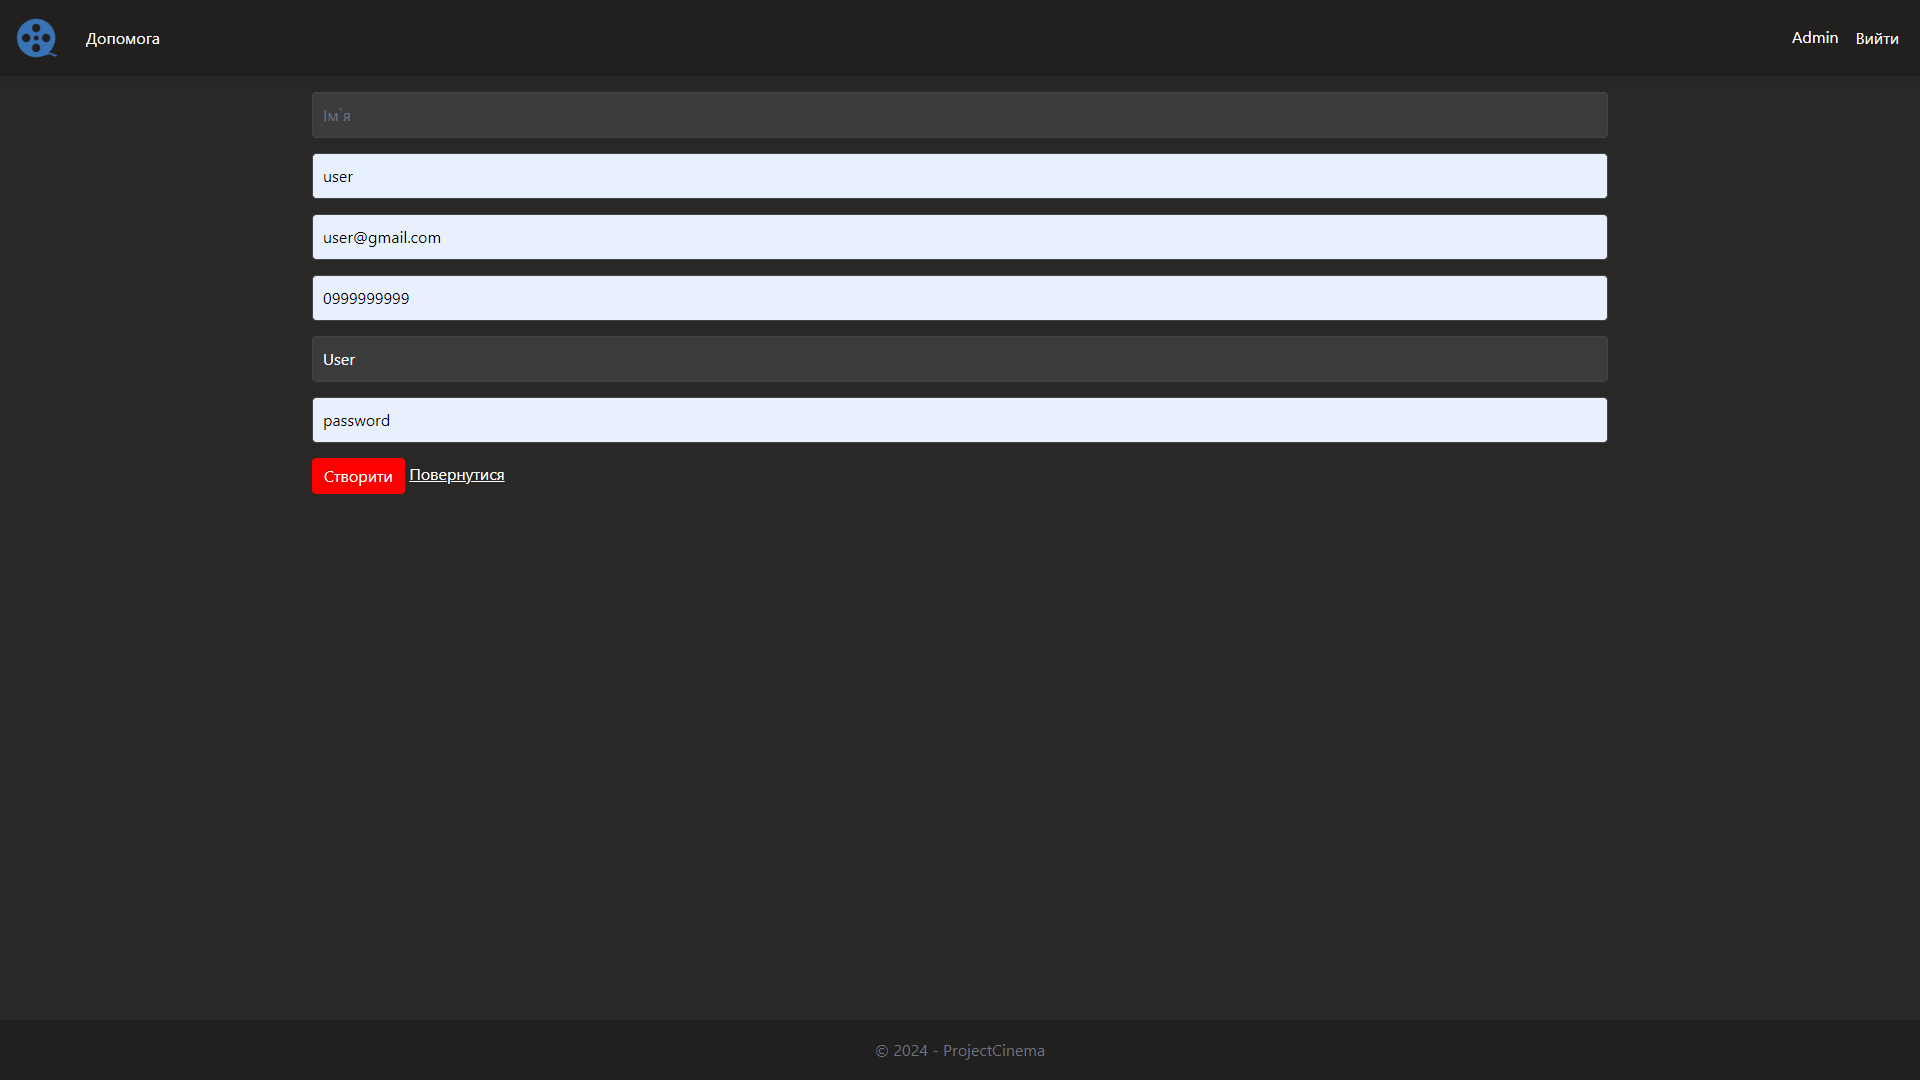 Допомога
Admin Вийти
Ім`я
user
user@gmail.com
0999999999
User
password
Створити Повернутися
© 2024 - ProjectCinema